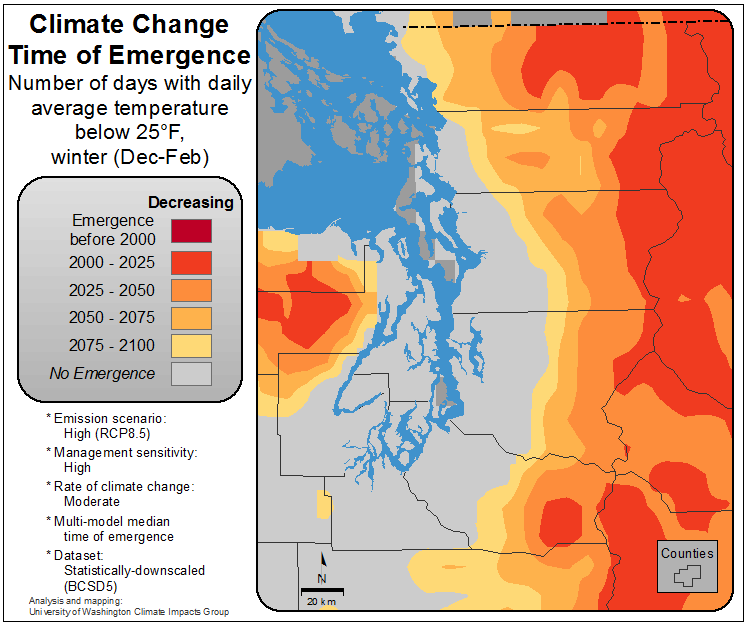 Climate Change
Time of Emergence
Number of days with daily
average temperature
below 25°F,
winter (Dec-Feb)
Decreasing
Emergence
before 2000
2000 - 2025
2025 - 2050
2050 - 2075
2075 - 2100
No Emergence
* Emission scenario:
High (RCP8.5)
* Management sensitivity:
High
* Rate of climate change:
Moderate
* Multi-model median
time of emergence
* Dataset:
Statistically-downscaled
(BCSD5)
Analysis and mapping:
University of Washington Climate Impacts Group
N
20 km
Counties